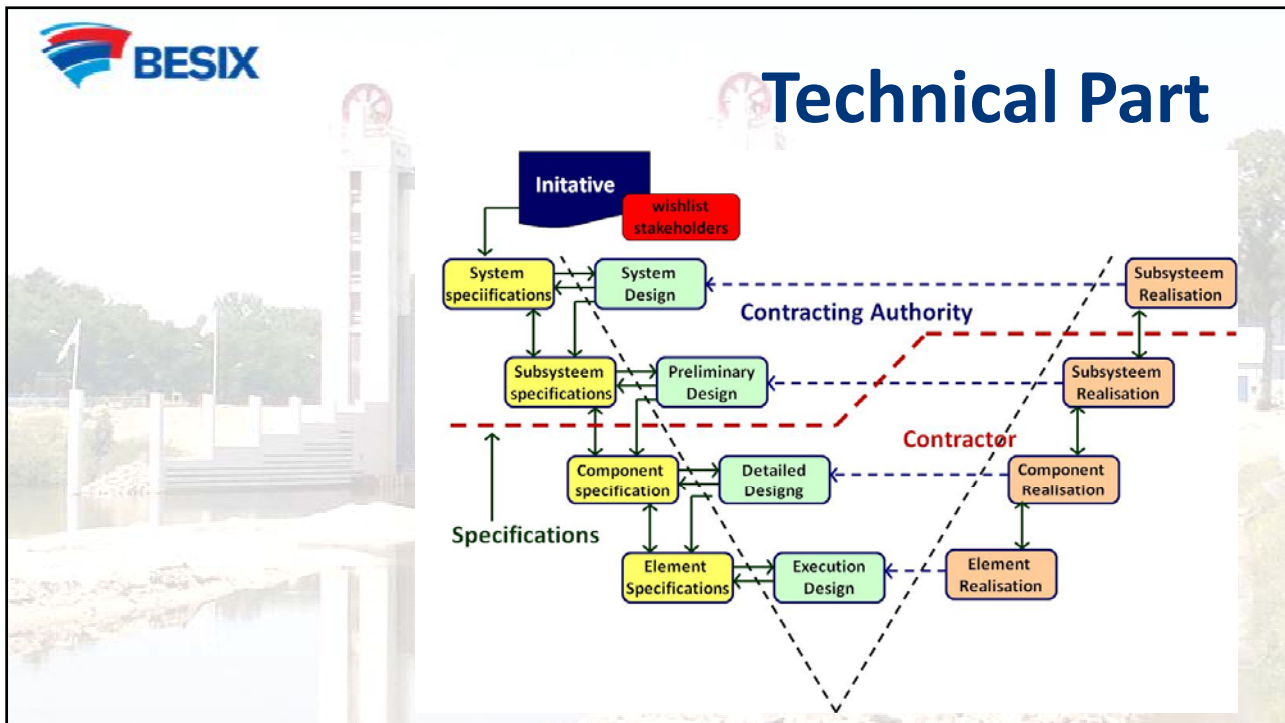 BESIX
Technical Part
Initative
wishlist
stakeholders
System
speciifications
System
Design
Subsysteem
Realisation
Contracting Authority
Subsysteem
specifications
Preliminary
Design
Subsysteem
Realisation
Contractor
Component
specification
Detailed
Designg
Component
Realisation
Specifications
Element
Specifications
Execution
Design
Element
Realisation